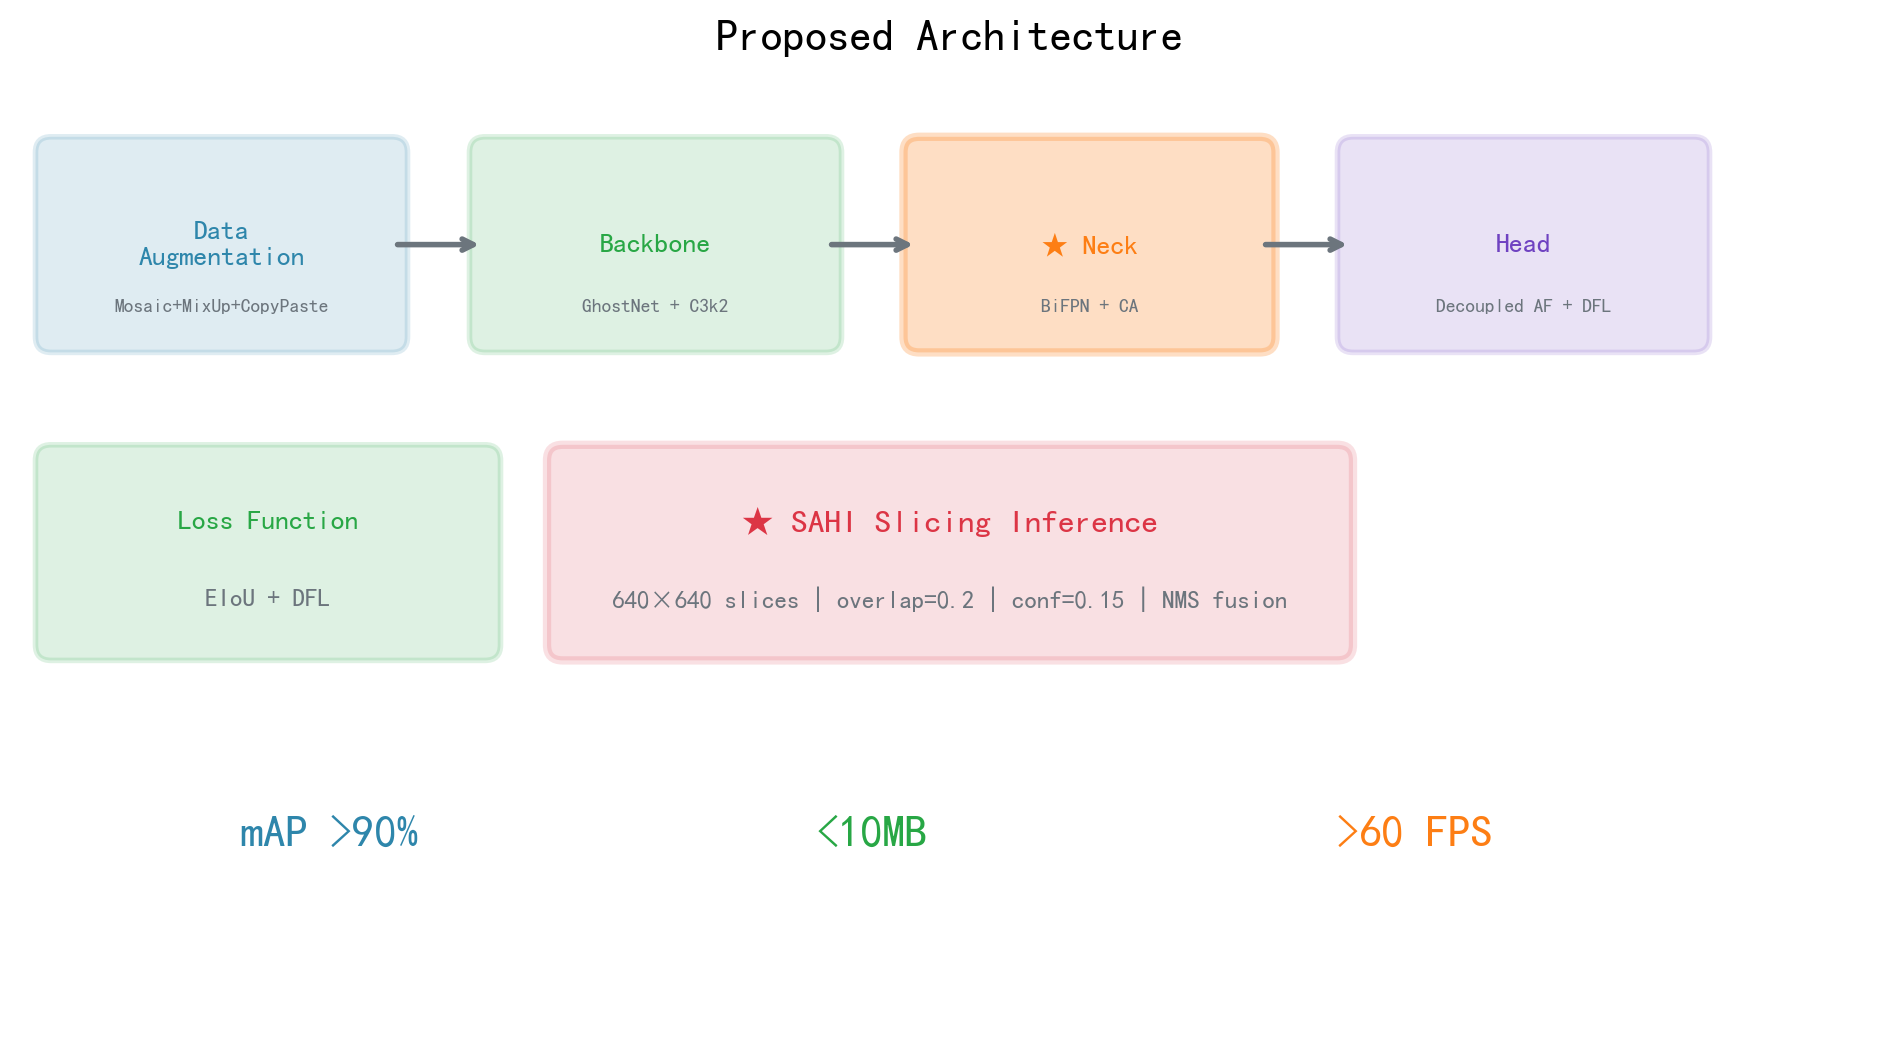 Proposed Architecture
Data
Augmentation
Mosaic+MixUp+CopyPaste
Backbone
GhostNet + C3k2
★ Neck
BiFPN + CA
Head
Decoupled AF + DFL
Loss Function
EIoU + DFL
★ SAHI Slicing Inference
640×640 slices | overlap=0.2 | conf=0.15 | NMS fusion
mAP >90%
<10MB
>60 FPS